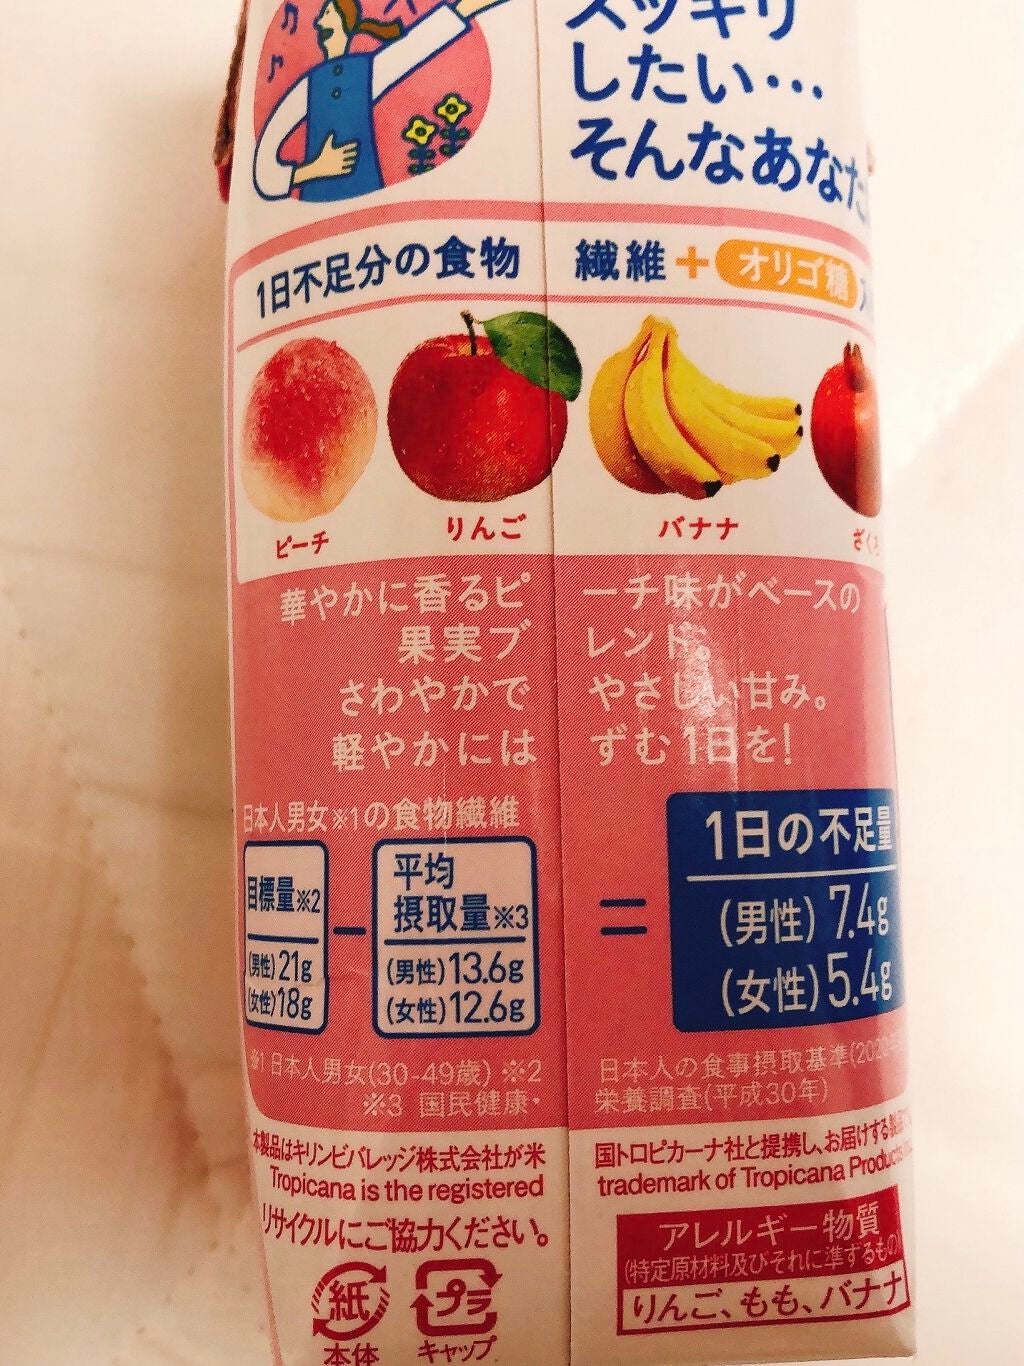 スッキリ
したい…
そんなあなた
1日不足分の食物繊維+オリゴ糖
ピーチ りんご バナナ ざくろ
華やかに香るピーチ味がベースの
果実ブレンド。
さわやかでやさしい甘み。
軽やかにはずむ1日を!
日本人男女※1の食物繊維
目標量※2
(男性)21g
(女性)18g
−
平均
摂取量※3
(男性)13.6g
(女性)12.6g
=
1日の不足量
(男性)7.4g
(女性)5.4g
※1 日本人男女(30-49歳) ※2 日本人の食事摂取基準(2020
※3 国民健康・栄養調査(平成30年)
本製品はキリンビバレッジ株式会社が米国トロピカーナ社と提携し、お届けする製品
Tropicana is the registered trademark of Tropicana Products
リサイクルにご協力ください。
紙
本体
プラ
キャップ
アレルギー物質
(特定原材料及びそれに準ずるもの)
りんご、もも、バナナ